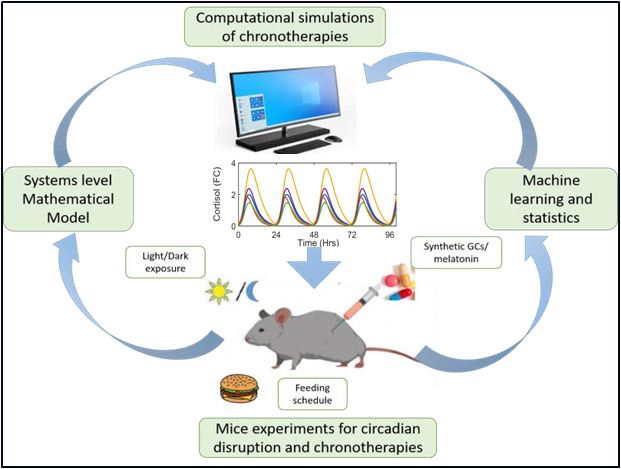 Computational simulations
of chronotherapies
Systems level
Mathematical
Model
Machine
learning and
statistics
Cortisol (FC)
4
2
0
0
24
48
72
96
Time (Hrs)
Light/Dark
exposure
Synthetic GCs/
melatonin
Feeding
schedule
Mice experiments for circadian
disruption and chronotherapies